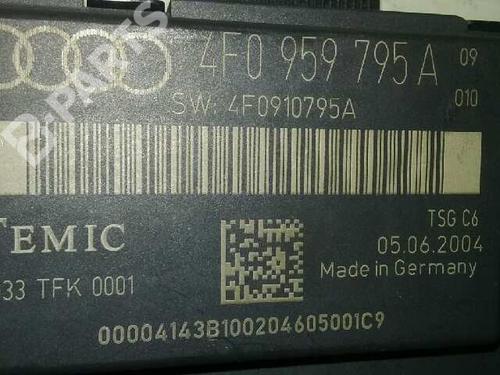 4F0 959 795 A 09
SW: 4F0910795A 010
B-PARTS
TEMIC
TSG C6
05.06.2004
33 TFK 0001
Made in Germany
00004143B100204605001C9